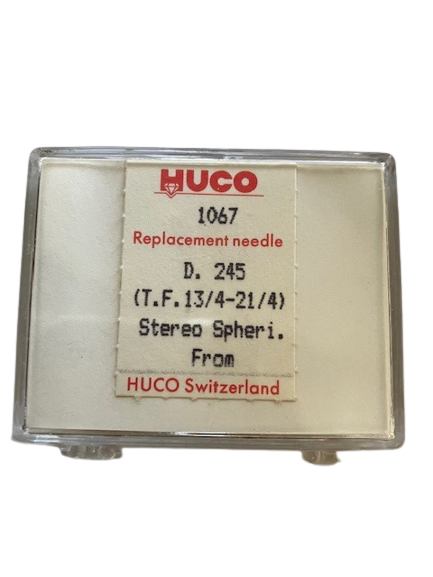 HUCO
1067
Replacement needle
D. 245
(T.F.13/4-21/4)
Stereo Spheri.
From
HUCO Switzerland